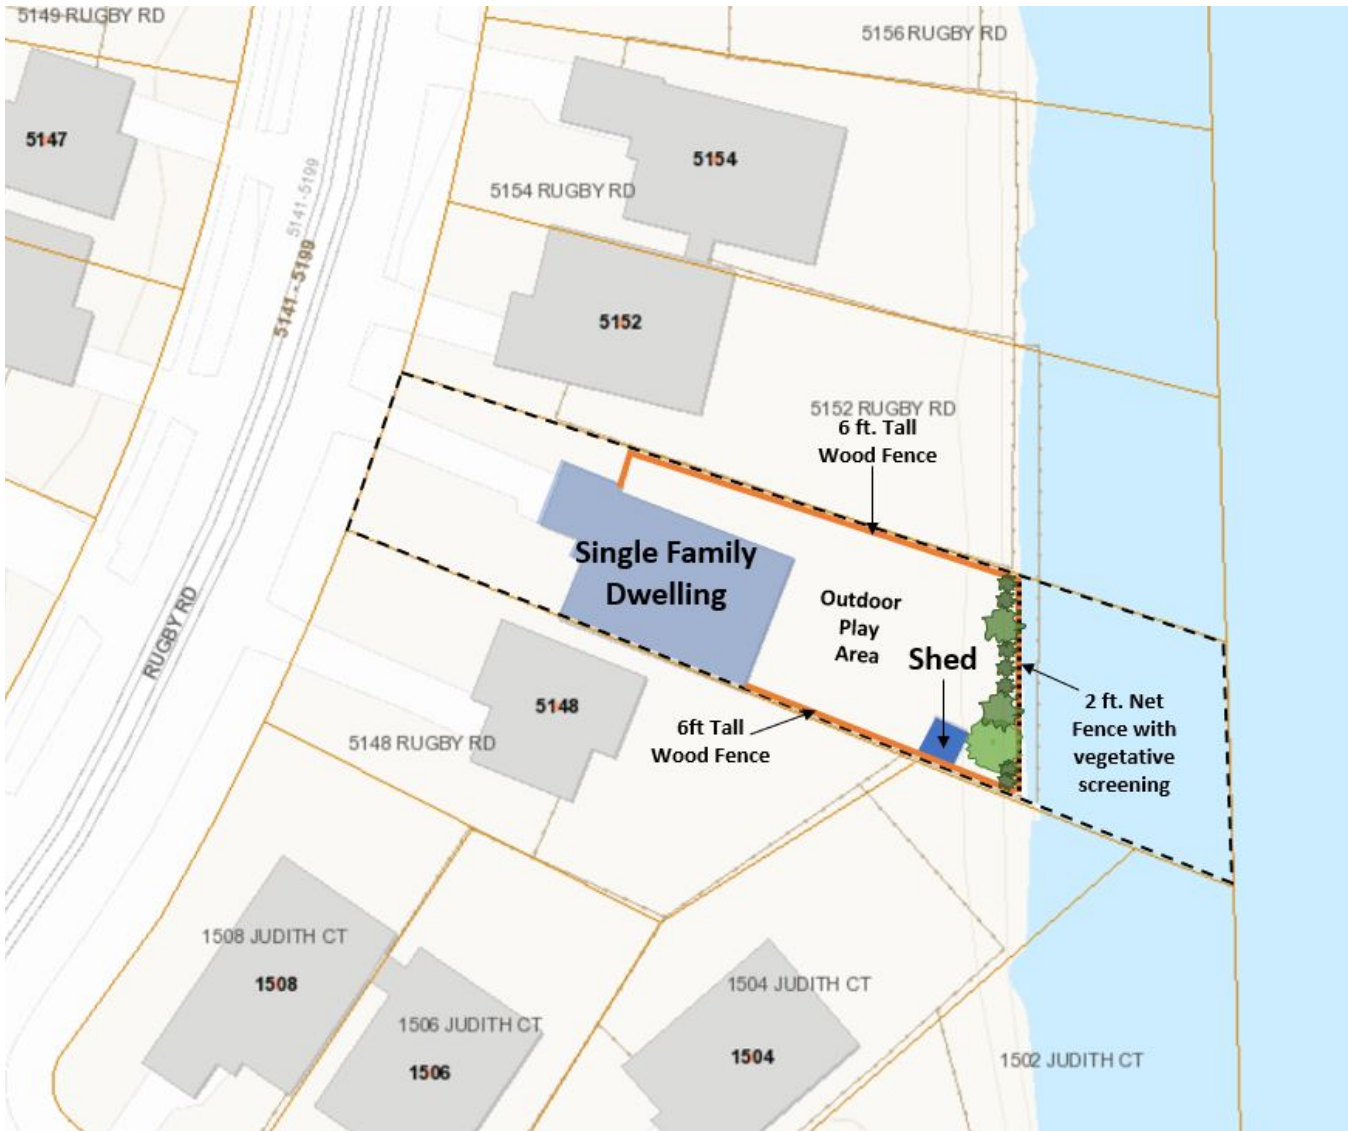 5149 RUGBY RD
5156 RUGBY RD
5147
5154
5141-5199
5154 RUGBY RD
5141 - 5199
5152
5152 RUGBY RD
6 ft. Tall
Wood Fence
Single Family
Dwelling
Outdoor
Play
Area
Shed
RUGBY RD
5148
5148 RUGBY RD
6ft Tall
Wood Fence
2 ft. Net
Fence with
vegetative
screening
1508 JUDITH CT
1508
1504 JUDITH CT
1506 JUDITH CT
1504
1506
1502 JUDITH CT